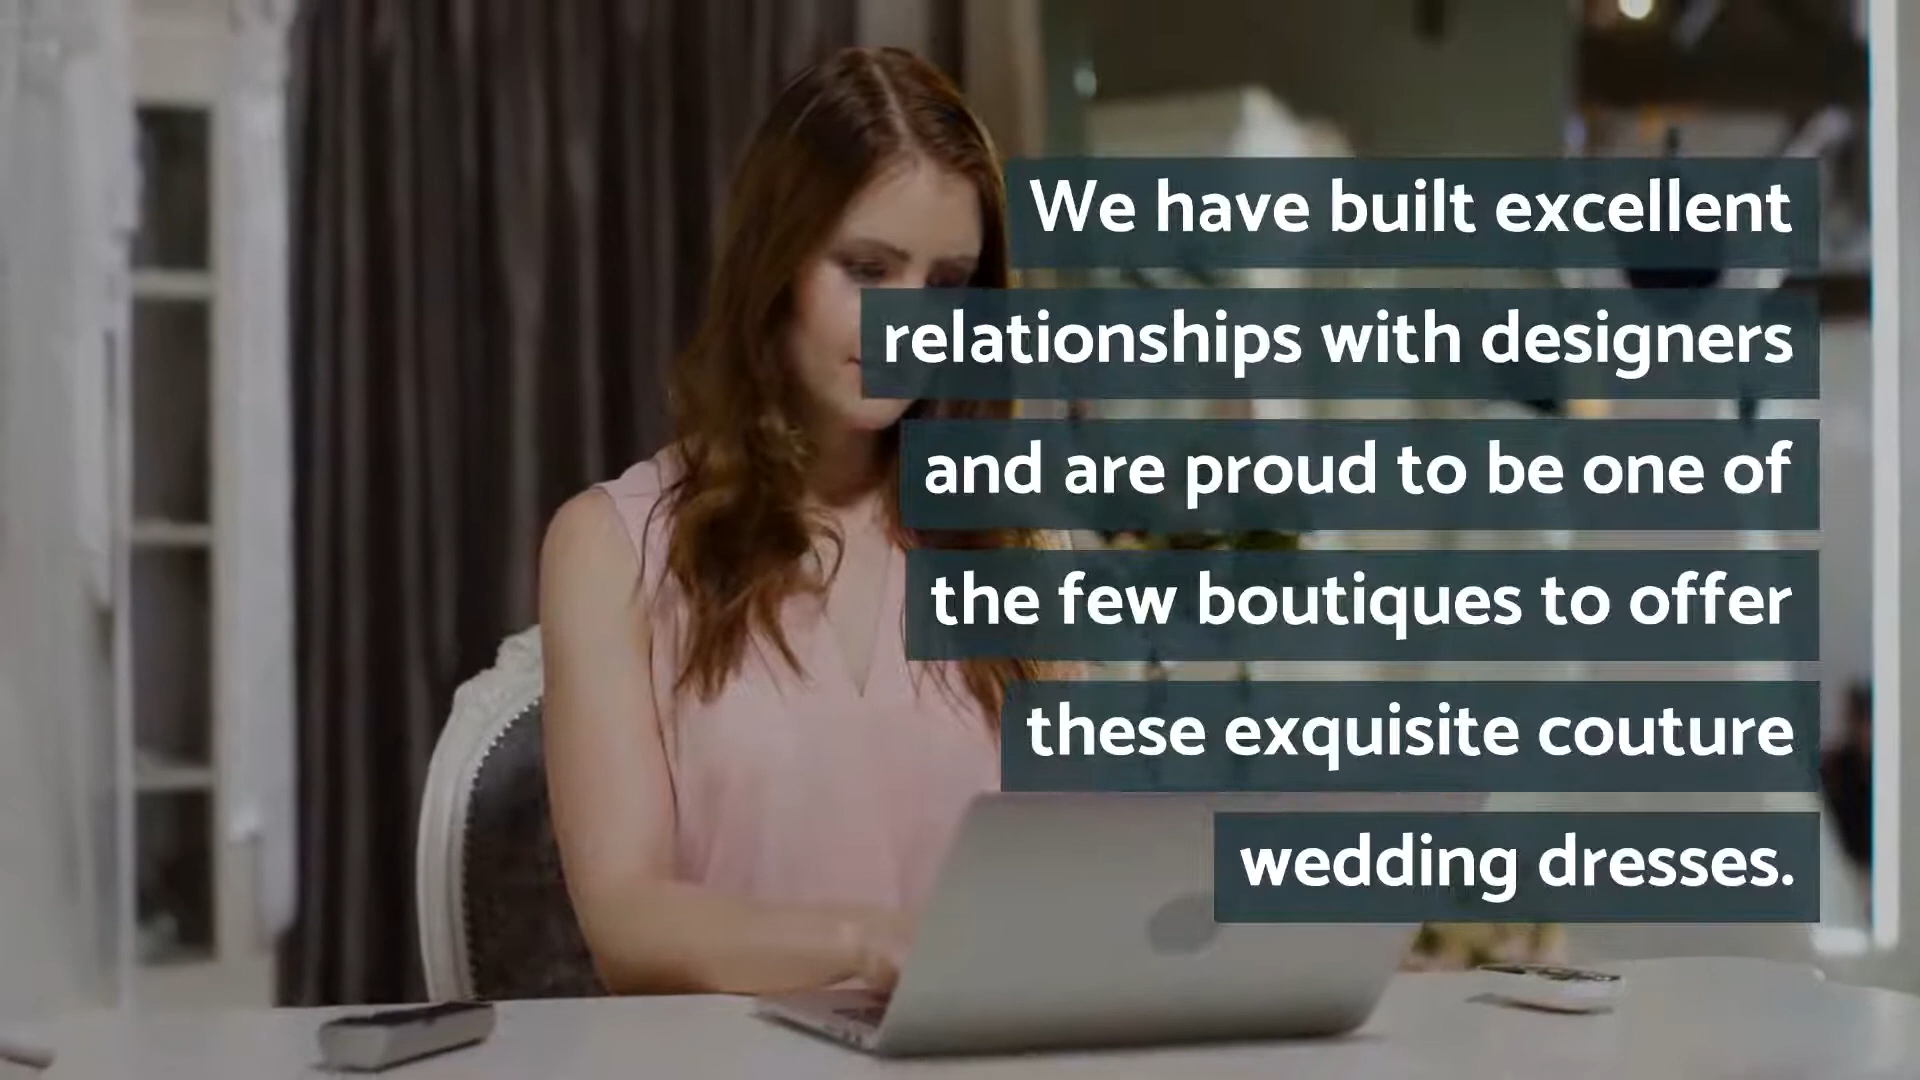 We have built excellent
relationships with designers
and are proud to be one of
the few boutiques to offer
these exquisite couture
wedding dresses.